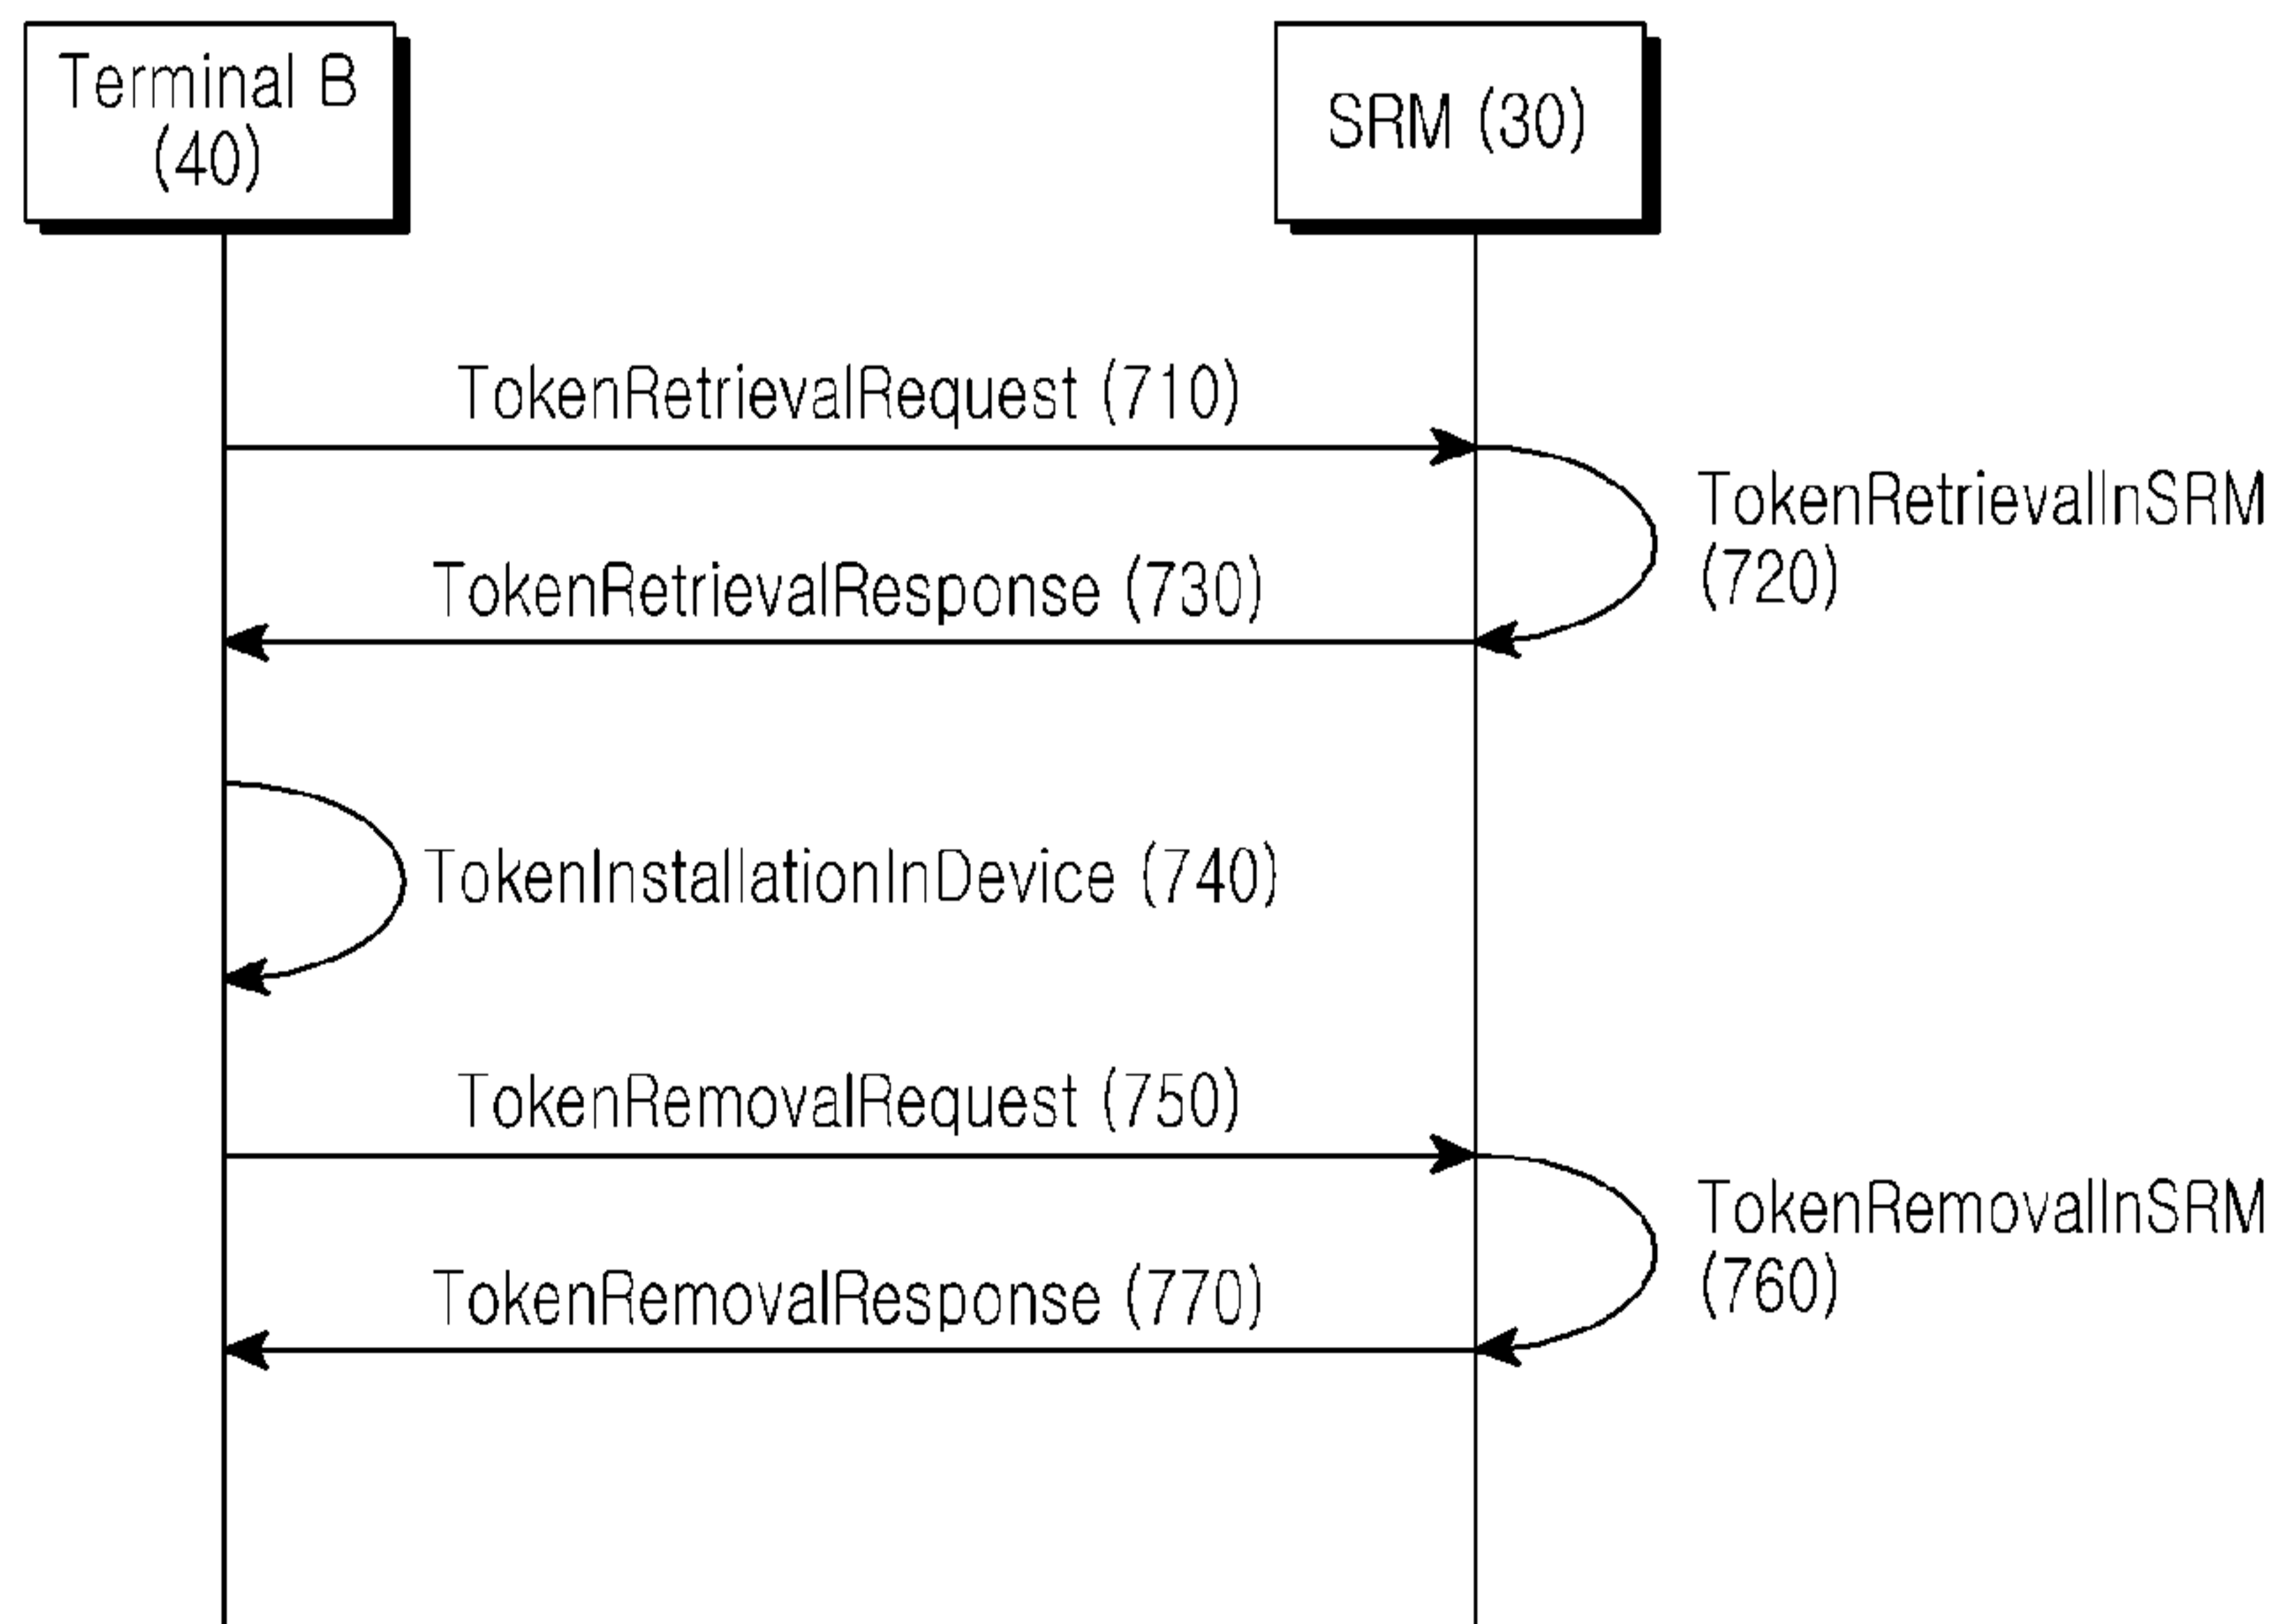 Terminal B
(40)
SRM (30)
TokenRetrievalRequest (710)
TokenRetrievalInSRM
(720)
TokenRetrievalResponse (730)
TokenInstallationInDevice (740)
TokenRemovalRequest (750)
TokenRemovalInSRM
(760)
TokenRemovalResponse (770)